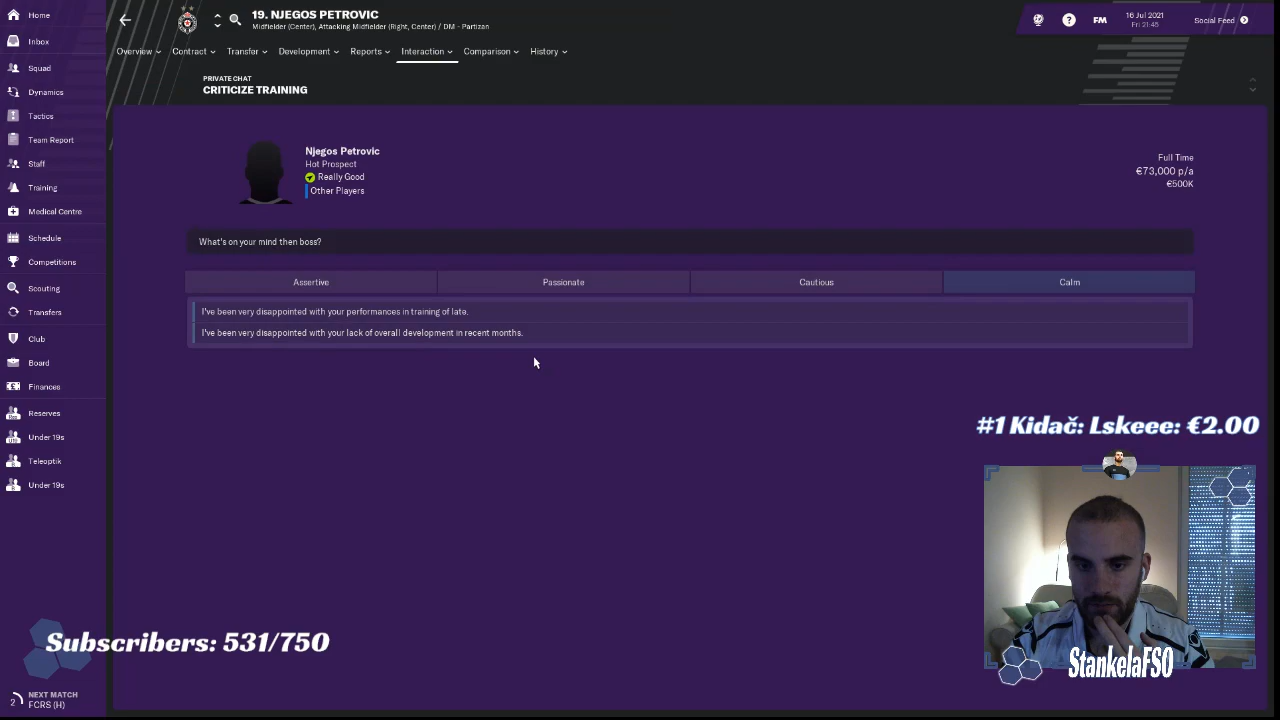 Home
Inbox
Squad
Dynamics
Tactics
Team Report
Staff
Training
Medical Centre
Schedule
Competitions
Scouting
Transfers
Club
Board
Finances
Reserves
Under 19s
Teleoptik
Under 19s
2
NEXT MATCH
FCRS (H)
19. NJEGOS PETROVIC
Midfielder (Center), Attacking Midfielder (Right, Center) / DM - Partizan
? FM
16 Jul 2021
Fri 21:45
Social Feed
Overview Contract Transfer Development Reports Interaction Comparison History
PRIVATE CHAT
CRITICIZE TRAINING
Njegos Petrovic
Hot Prospect
Really Good
Other Players
Full Time
€73,000 p/a
€500K
What's on your mind then boss?
Assertive Passionate Cautious Calm
I've been very disappointed with your performances in training of late.
I've been very disappointed with your lack of overall development in recent months.
#1 Kidač: Lskeee: €2.00
Subscribers: 531/750
StankelaFSO